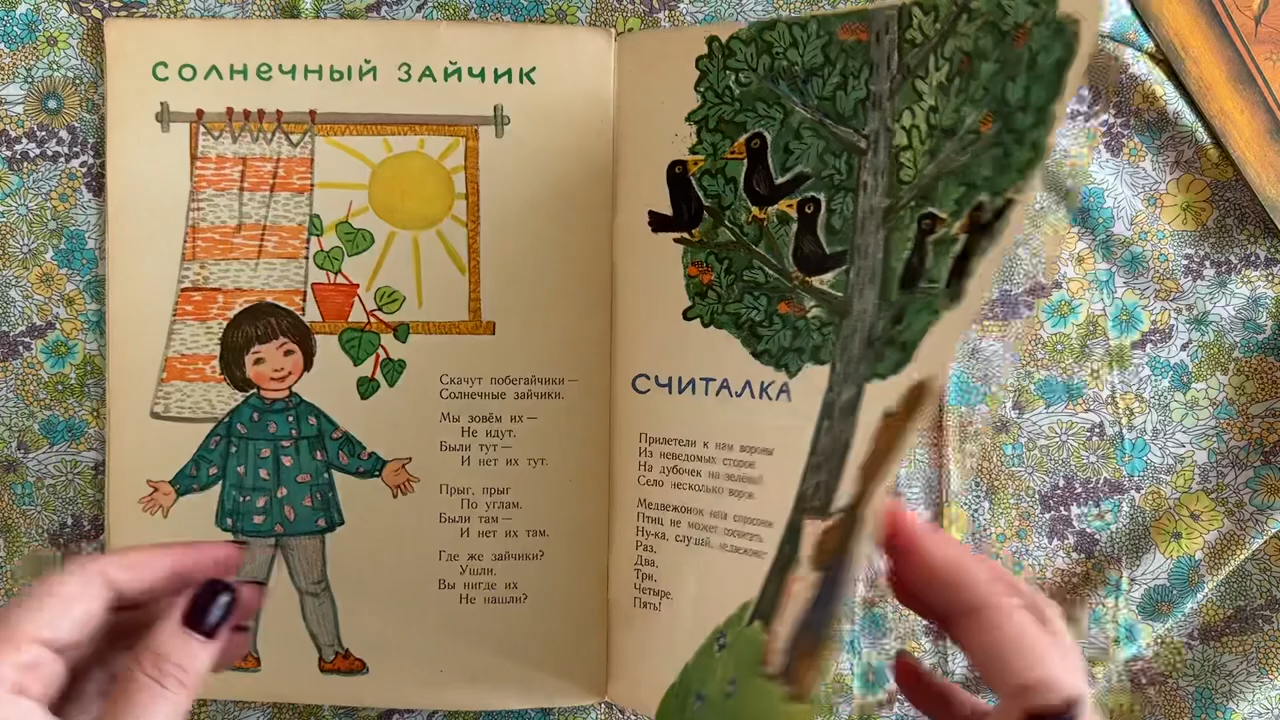 СОЛНЕЧНЫЙ ЗАЙЧИК
Скачут побегайчики —
Солнечные зайчики.
Мы зовём их —
Не идут.
Были тут —
И нет их тут.
Прыг, прыг
По углам.
Были там —
И нет их там.
Где же зайчики?
Ушли.
Вы нигде их
Не нашли?
СЧИТАЛКА
Прилетели к нам вороны
Из неведомых сторон
На дубочек на зелёный
Село несколько ворон.
Медвежонок наш спросонок
Птиц не может сосчитать.
Ну-ка, слушай, медвежонок:
Раз,
Два,
Три,
Четыре,
Пять!